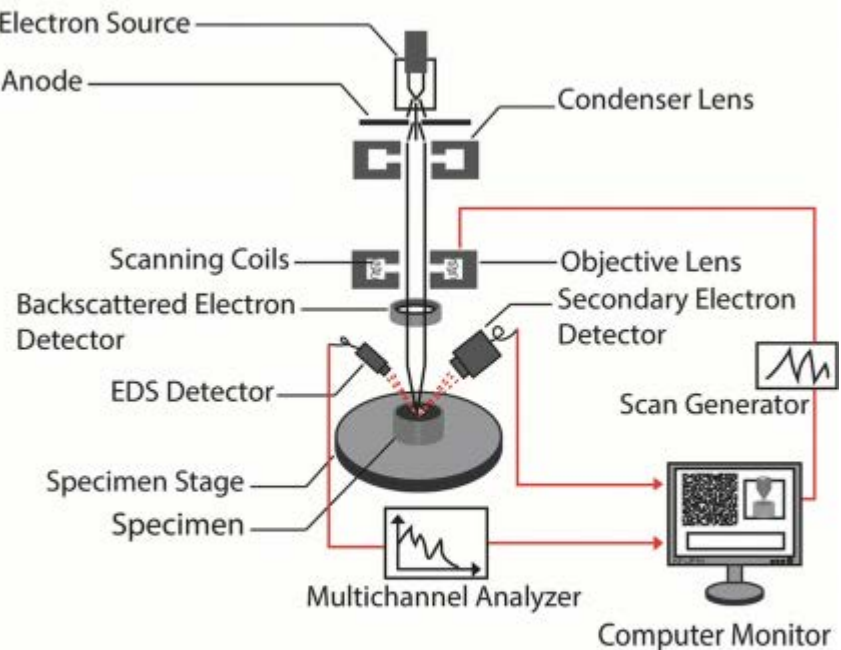 Electron Source
Anode
Condenser Lens
Scanning Coils
Objective Lens
Backscattered Electron
Detector
Secondary Electron
Detector
EDS Detector
Scan Generator
Specimen Stage
Specimen
Multichannel Analyzer
Computer Monitor